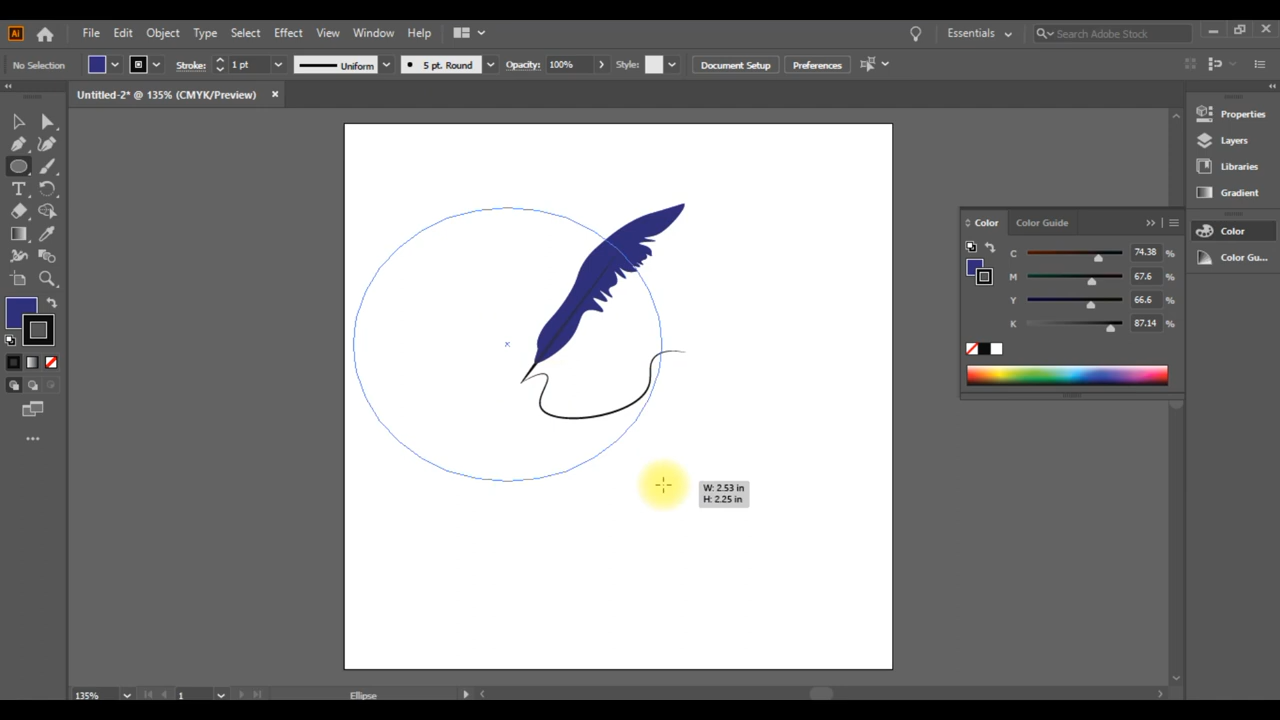 Ai File Edit Object Type Select Effect View Window Help Essentials Search Adobe Stock
No Selection Stroke: 1 pt Uniform 5 pt. Round Opacity: 100% Style: Document Setup Preferences
Untitled-2* @ 135% (CMYK/Preview)
Properties
Layers
Libraries
Gradient
Color
Color Gu...
Color Color Guide
C 74.38 %
M 67.6 %
Y 66.6 %
K 87.14 %
W: 2.53 in
H: 2.25 in
135% 1 Ellipse